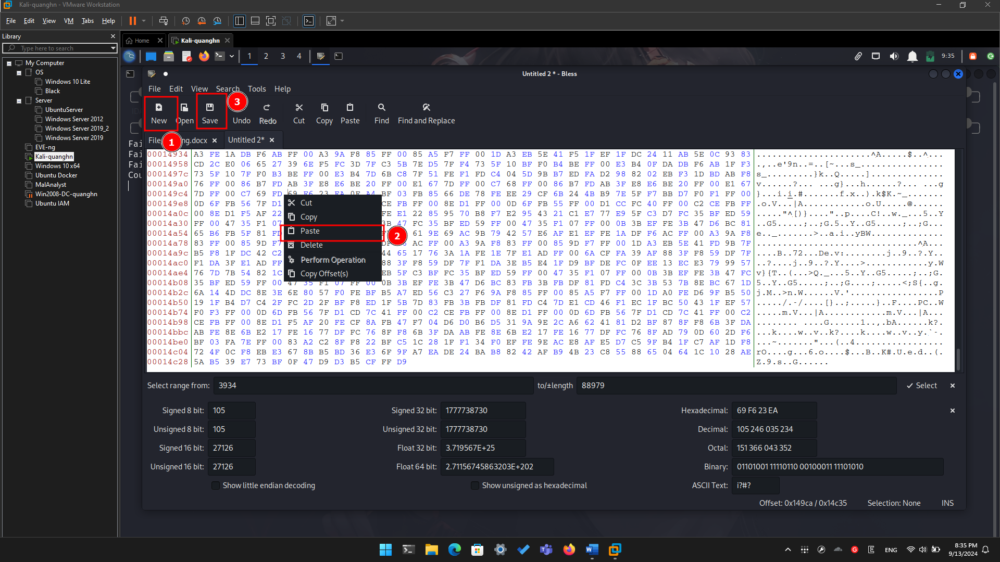 Kali-quanghn - VMware Workstation
File Edit View VM Tabs Help
Library
Type here to search
Home
Kali-quanghn
My Computer
OS
Windows 10 Lite
Black
Server
UbuntuServer
Windows Server 2012
Windows Server 2019_2
Windows Server 2019
EVE-ng
Kali-quanghn
Windows 10 x64
Ubuntu Docker
MalAnalyst
Win2008-DC-quanghn
Ubuntu IAM
1 2 3 4
9:35
Untitled 2 * - Bless
File Edit View Search Tools Help
3
New Open Save Undo Redo Cut Copy Paste Find Find and Replace
1
ng.docx
Untitled 2*
Fai
Fai
Fai
Cou
00014934 A3 FE 1A DB F6 AB FF 00 A3 9A F8 85 FF 00 85 A5 F7 FF 00 1D A3 EB 5E 41 F5 1F EF 1F DC 24 11 AB 5E 0C 93 83
00014958 CD 2C E0 06 65 27 39 6E F5 FC 3D 7F C3 5B 7E D5 7F F4 73 5F 10 BF F0 B4 BE FF 00 E3 B4 0F DA DB F6 AB 1F F3
0001497c 73 5F 10 7F F0 B3 BE FF 00 E3 B4 7D 6B C8 7F 51 FE F1 FD C4 04 5D 9B B7 ED FA D2 98 82 02 EB F3 1D BD AB F8
000149a0 76 FF 00 86 B7 FD AB 3F E8 E6 BE 20 FF 00 E1 67 7D FF 00 C7 68 FF 00 86 B7 FD AB 3F E8 E6 BE 20 FF 00 E1 67
000149c4 7D FF 00 C7 69 FD 69 F6 23 EA 0F A4 BF 03 FB 85 66 DE 78 FE EE 29 CF 6B 24 4B B9 7E 5F F7 BB D7 F0 F1 FF 00
000149e8 0D 6F FB 56 7F D1 CE FB FF 00 8E D1 FF 00 0D 6F FB 55 FF 00 D1 CC FC 40 FF 00 C2 CE FB FF
00014a0c 00 8E D1 F5 AF 22 FE E1 22 85 95 70 B8 F7 E2 95 43 21 C1 E7 77 E9 5F C3 D7 FC 35 BF ED 59
00014a30 FF 00 47 35 F1 07 3B 47 FC 35 BF ED 59 FF 00 47 35 F1 07 FF 00 0B 3B EF FE 3B 47 D6 BC 81
00014a54 65 B6 FB 5F 81 FD 61 9E 69 AC 9B 79 42 57 E6 AF E1 EF FE 1A DF F6 AC FF 00 A3 9A F8
00014a78 83 FF 00 85 9D F7 AC FF 00 A3 9A F8 83 FF 00 85 9D F7 FF 00 1D A3 EB 5E 41 FD 9B 7F
00014a9c B5 F8 1F DC 42 C2 44 65 17 76 3A 1A FE 1E 7F E1 AD FF 00 6A CF FA 39 AF 88 3F F8 59 DF 7F
00014ac0 F1 DA 3F E1 AD FF 88 3F F8 59 DF 7F F1 DA 3E B5 E4 1F D9 BF DE FC 0F EE 13 EC E3 79 99 57
00014ae4 76 7D 7B 54 82 1C EB 5F C3 BF FC 35 BF ED 59 FF 00 47 35 F1 07 FF 00 0B 3B EF FE 3B 47 FC
00014b08 35 BF ED 59 FF 00 47 35 F1 07 FF 00 0B 3B EF FE 3B 47 D6 BC 83 FB 3B FB DF 81 FD C4 3C 3B 53 7B 8E BC 67 1D
00014b2c 6A 14 4D DC 8E 3E 6E 80 57 F0 FE BF B5 A7 ED 56 C3 27 F6 9A F8 85 FF 00 85 A5 F7 FF 00 1D A0 FE D6 9F B5 50
00014b50 19 1F B4 D7 C4 2F FC 2D 2F BF F8 ED 1F 5B 7D 83 FB 3B FB DF 81 FD C4 7D E1 CD 46 F1 EC 1F BC 50 43 1F EF 57
00014b74 F0 F3 FF 00 0D 6D FB 56 7F D1 CD 7C 41 FF 00 C2 CE FB FF 00 8E D1 FF 00 0D 6D FB 56 7F D1 CD 7C 41 FF 00 C2
00014b98 CE FB FF 00 8E D1 F5 AF 20 FE CF 8A FB 47 F7 04 D6 D0 B6 D5 31 9A 9E 2C A6 62 41 81 D2 BF 87 8F F8 6B 3F DA
00014bbc AB FE 8E 6B E2 17 FE 16 77 DF FC 76 8F F8 6B 3F DA AB FE 8E 6B E2 17 FE 16 77 DF FC 76 8F AD 79 0D 60 2D F6
00014be0 BF 03 FA 7E FF 00 83 A2 C2 8F F8 22 BF C5 1C 28 1F F1 34 F0 EF FE 9E AC E8 AF E5 D7 C5 9F B4 1F C7 AF 1D F8
00014c04 72 4F 0C F8 EB E3 67 8B B5 BD 36 E3 6F 9F A7 EA DE 24 BA B8 82 42 AF B9 4B 23 C8 55 88 65 04 64 1C 10 28 AE
00014c28 5A B5 39 E7 73 BF 0F 47 D9 D3 B5 CF FF D9
Cut
Copy
Paste
2
Delete
Perform Operation
Copy Offset(s)
Select range from: 3934 to/±length 88979 Select
Signed 8 bit: 105 Signed 32 bit: 1777738730 Hexadecimal: 69 F6 23 EA
Unsigned 8 bit: 105 Unsigned 32 bit: 1777738730 Decimal: 105 246 035 234
Signed 16 bit: 27126 Float 32 bit: 3.719567E+25 Octal: 151 366 043 352
Unsigned 16 bit: 27126 Float 64 bit: 2.71156745863203E+202 Binary: 01101001 11110110 00100011 11101010
Show little endian decoding Show unsigned as hexadecimal ASCII Text: i?#?
Offset: 0x149ca / 0x14c35 Selection: None INS
ENG
8:35 PM
9/13/2024